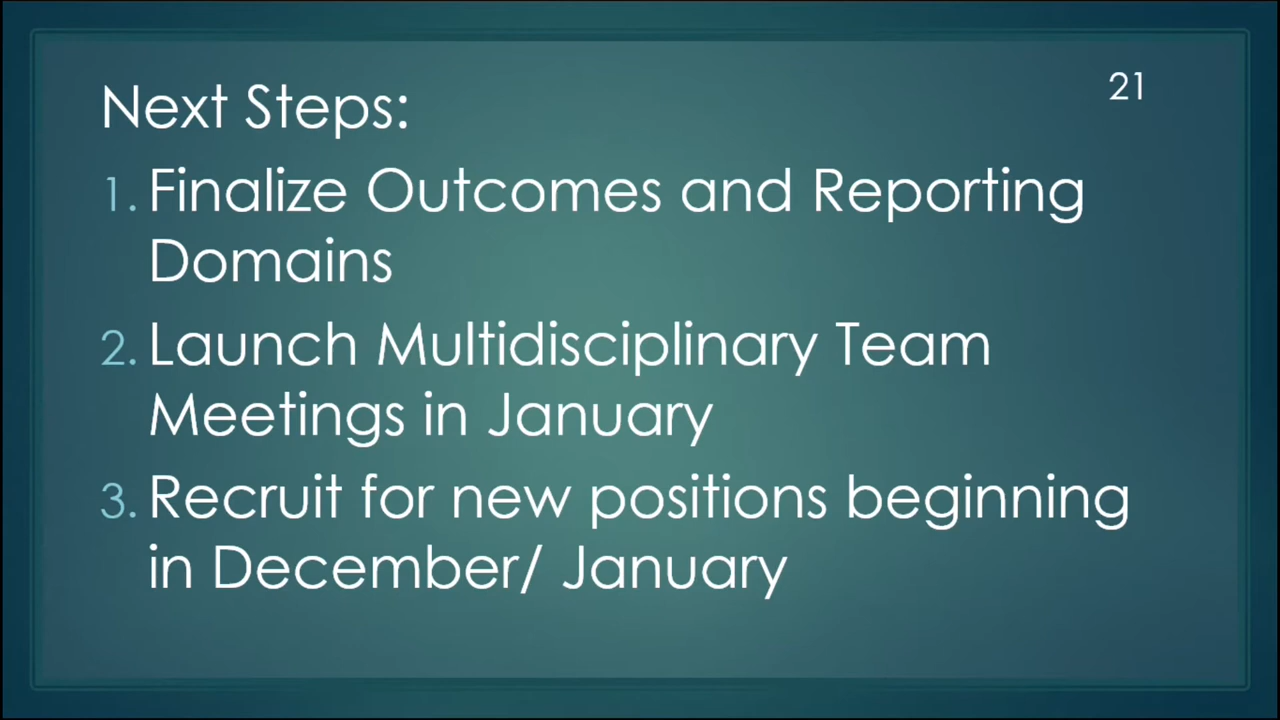 21
Next Steps:
1. Finalize Outcomes and Reporting
Domains
2. Launch Multidisciplinary Team
Meetings in January
3. Recruit for new positions beginning
in December/ January